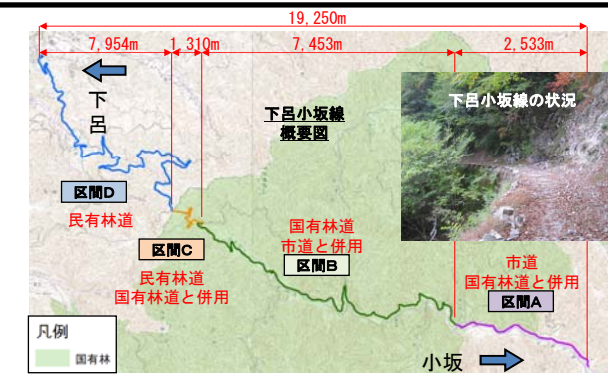 19,250m
7,954m
1,310m
7,453m
2,533m
下呂
下呂小坂線
概要図
下呂小坂線の状況
区間D
民有林道
区間C
民有林道
国有林道と併用
国有林道
市道と併用
区間B
市道
国有林道と併用
区間A
凡例
国有林
小坂